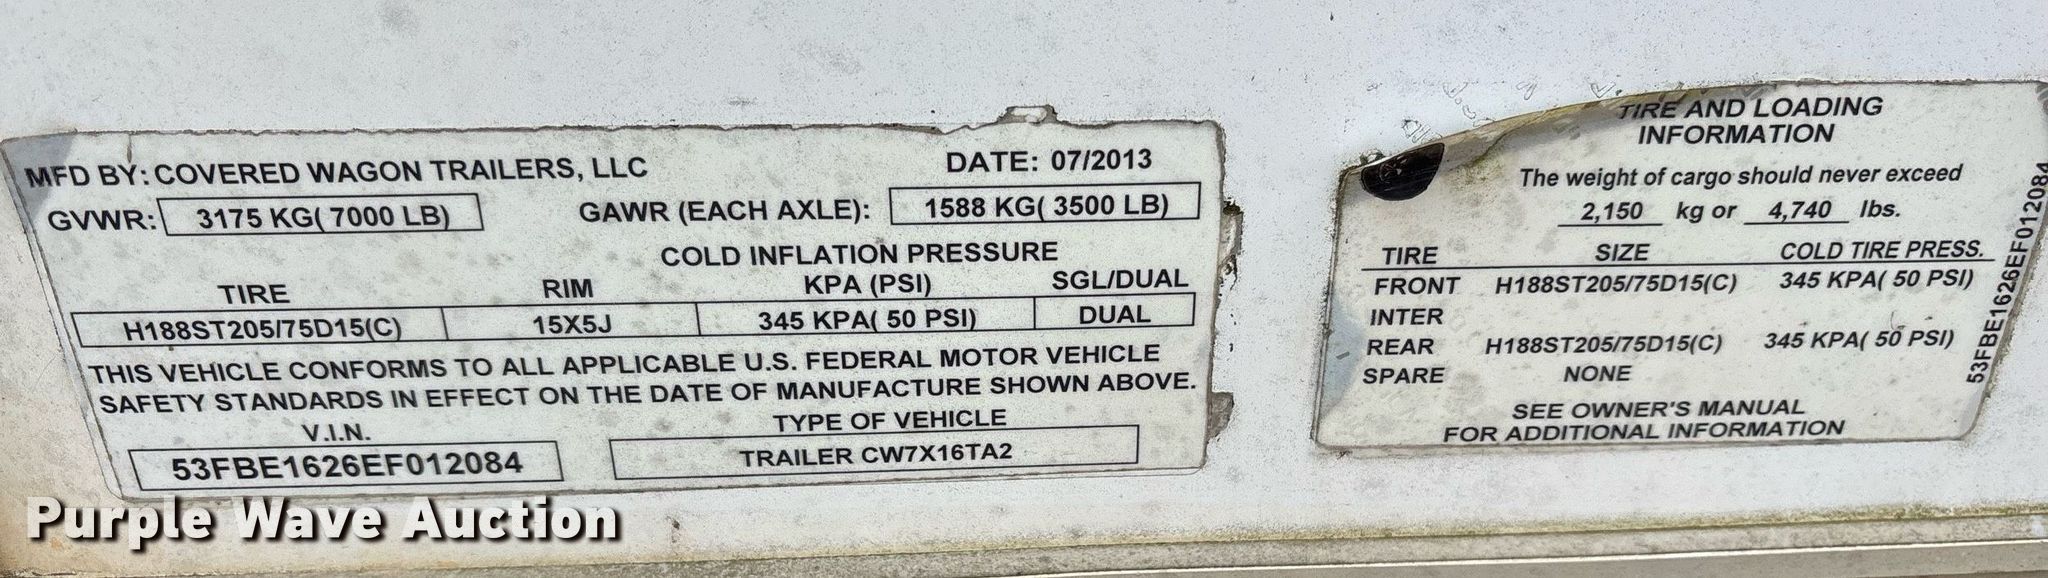 MFD BY: COVERED WAGON TRAILERS, LLC DATE: 07/2013
GVWR: 3175 KG( 7000 LB) GAWR (EACH AXLE): 1588 KG( 3500 LB)
COLD INFLATION PRESSURE
TIRE RIM KPA (PSI) SGL/DUAL
H188ST205/75D15(C) 15X5J 345 KPA( 50 PSI) DUAL
THIS VEHICLE CONFORMS TO ALL APPLICABLE U.S. FEDERAL MOTOR VEHICLE
SAFETY STANDARDS IN EFFECT ON THE DATE OF MANUFACTURE SHOWN ABOVE.
V.I.N. TYPE OF VEHICLE
53FBE1626EF012084 TRAILER CW7X16TA2
TIRE AND LOADING
INFORMATION
The weight of cargo should never exceed
2,150 kg or 4,740 lbs.
TIRE SIZE COLD TIRE PRESS.
FRONT H188ST205/75D15(C) 345 KPA( 50 PSI)
INTER
REAR H188ST205/75D15(C) 345 KPA( 50 PSI)
SPARE NONE
SEE OWNER'S MANUAL
FOR ADDITIONAL INFORMATION
53FBE1626EF012084
Purple Wave Auction